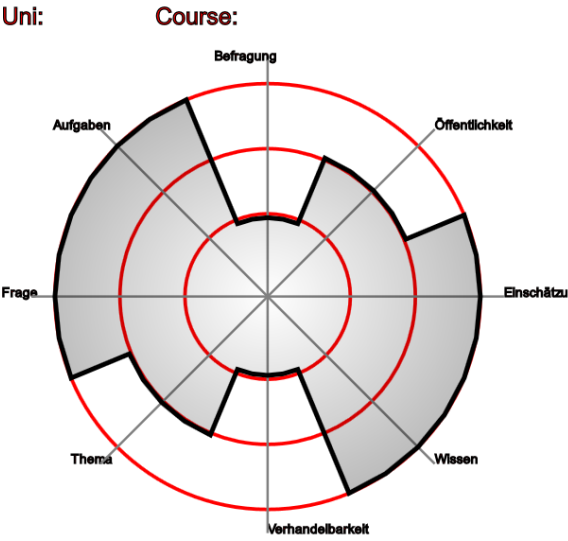 Uni: Course:
Befragung
Aufgaben
Öffentlichkeit
Frage
Einschätzu
Thema
Wissen
Verhandelbarkeit